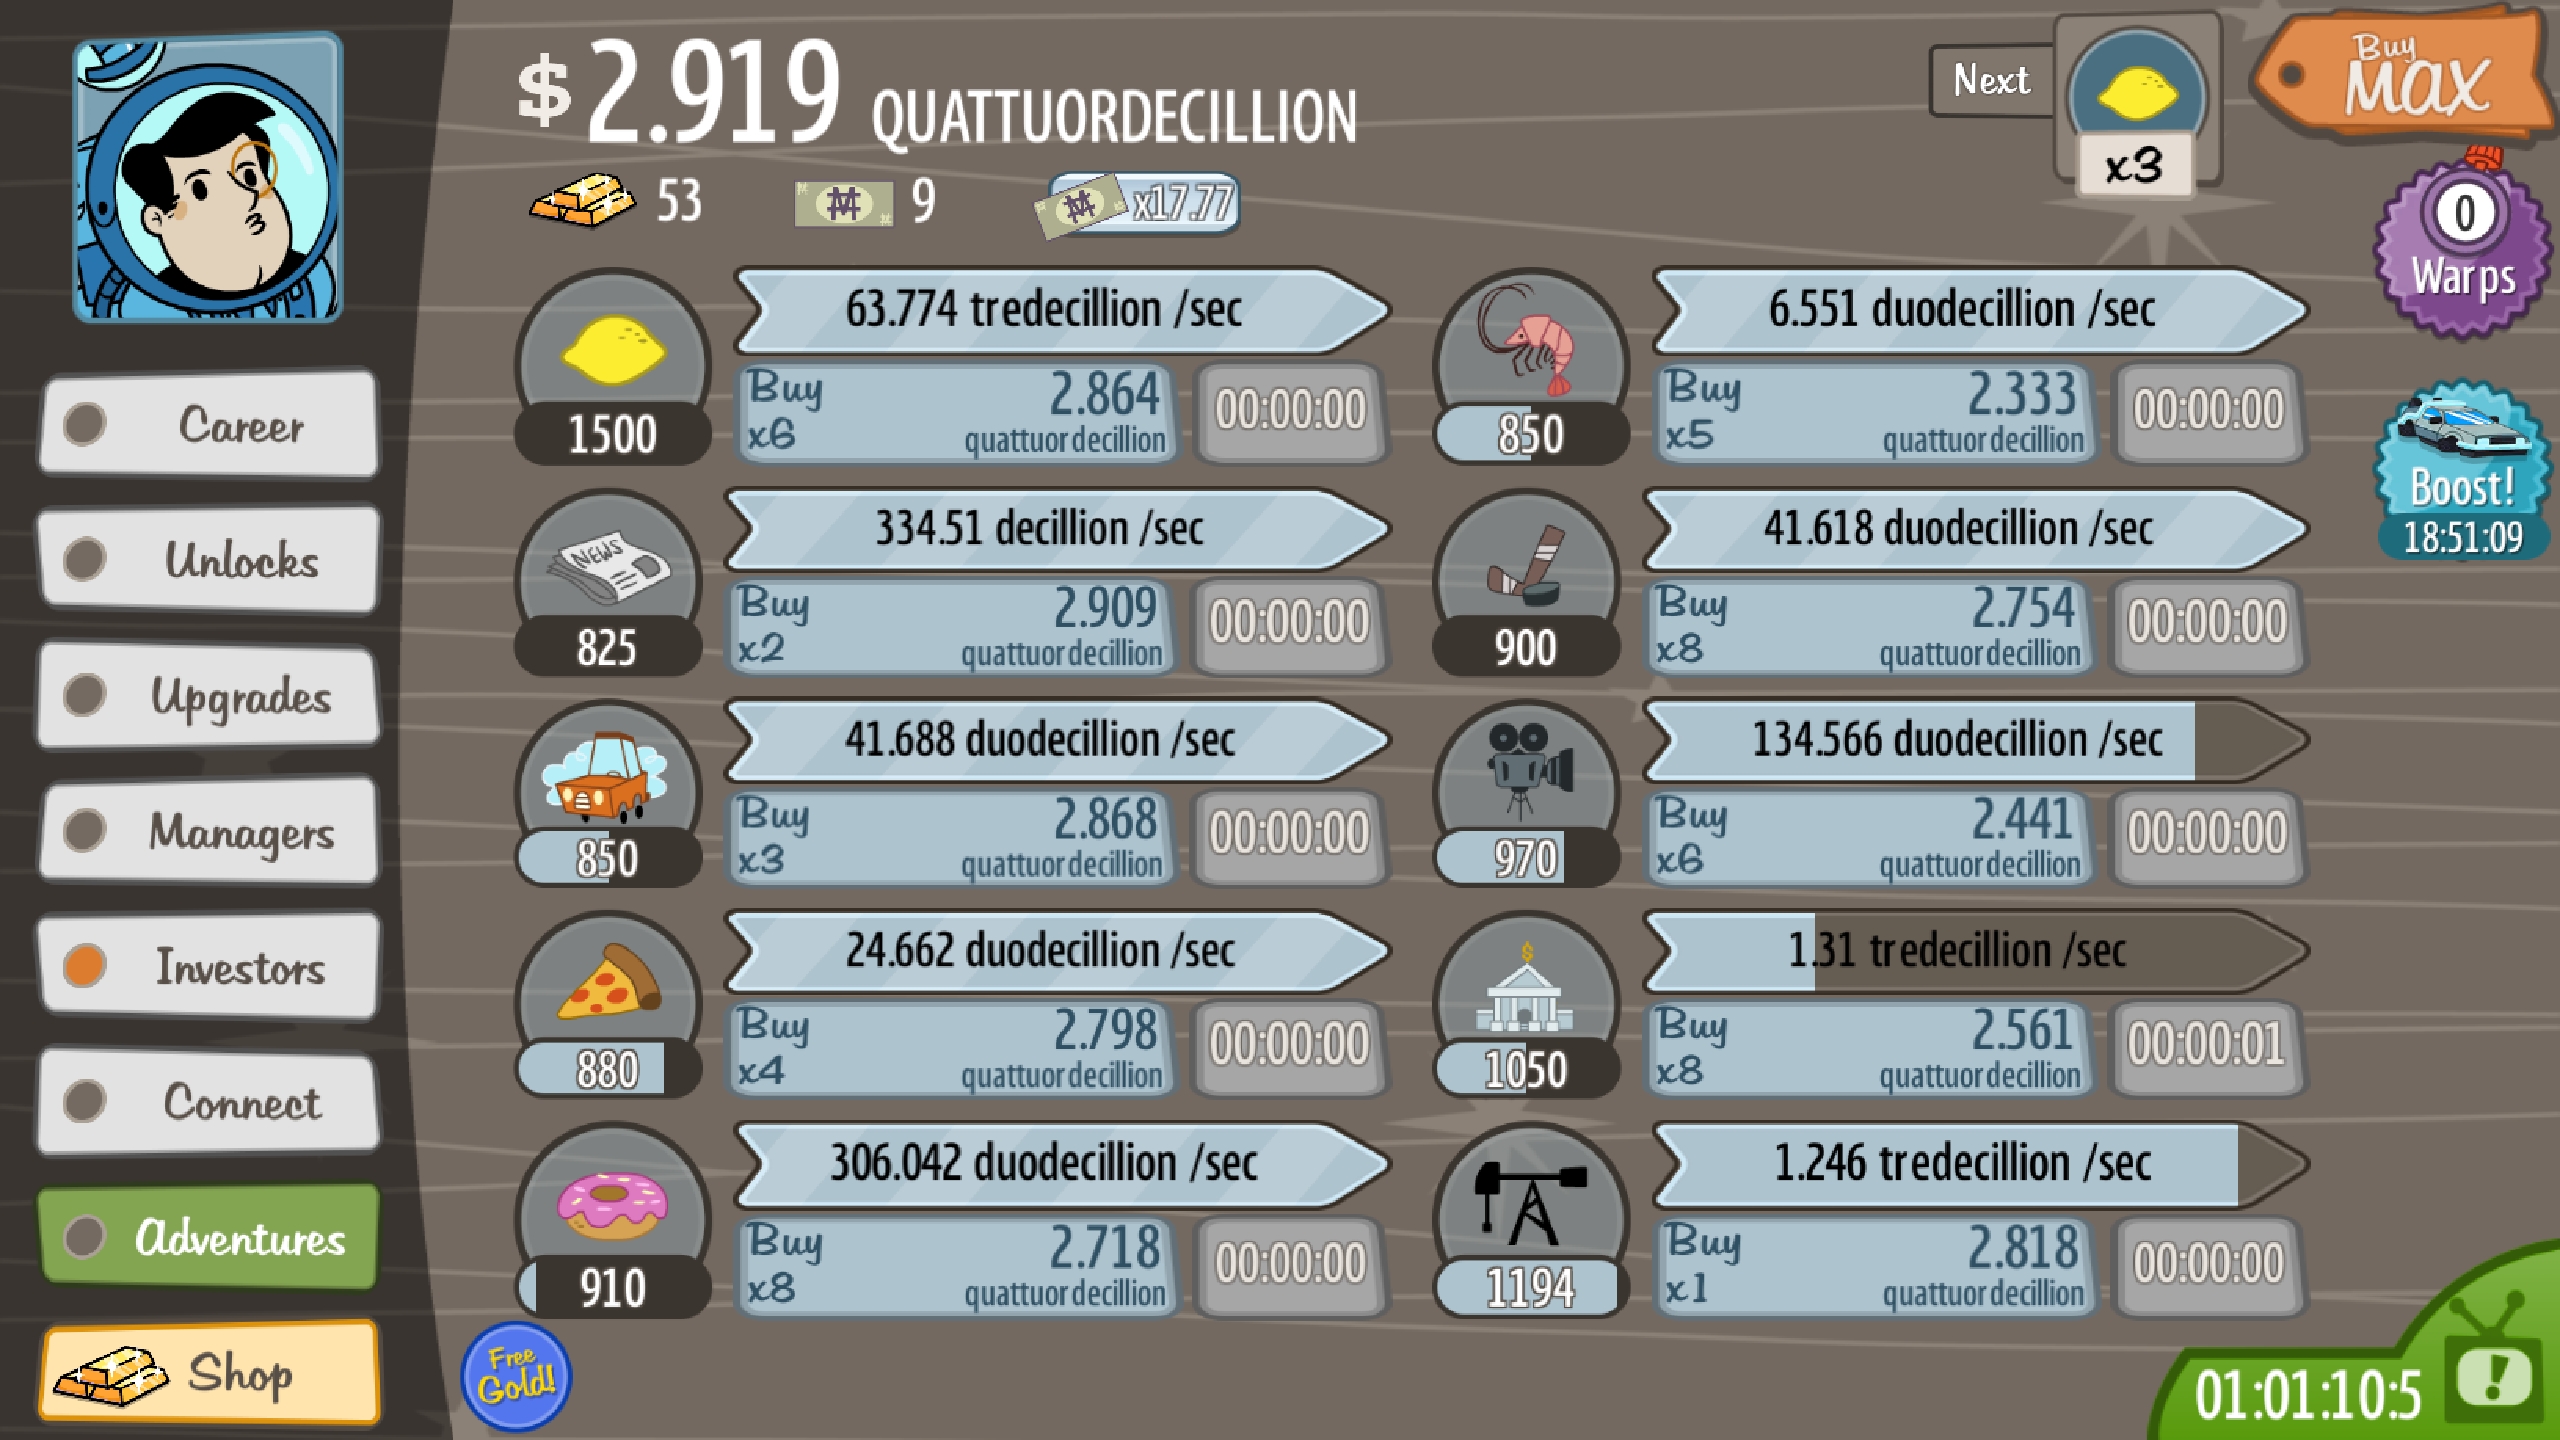 $2.919 QUATTUORDECILLION
53
9
x17.77
Next
x3
Buy
MAX
0
Warps
Boost!
18:51:09
Career
Unlocks
Upgrades
Managers
Investors
Connect
Adventures
Shop
Free
Gold!
63.774 tredecillion /sec
1500
Buy
x6
2.864
quattuordecillion
00:00:00
NEWS
334.51 decillion /sec
825
Buy
x2
2.909
quattuordecillion
00:00:00
41.688 duodecillion /sec
850
Buy
x3
2.868
quattuordecillion
00:00:00
24.662 duodecillion /sec
880
Buy
x4
2.798
quattuordecillion
00:00:00
306.042 duodecillion /sec
910
Buy
x8
2.718
quattuordecillion
00:00:00
6.551 duodecillion /sec
850
Buy
x5
2.333
quattuordecillion
00:00:00
41.618 duodecillion /sec
900
Buy
x8
2.754
quattuordecillion
00:00:00
134.566 duodecillion /sec
970
Buy
x6
2.441
quattuordecillion
00:00:00
$
1.31 tredecillion /sec
1050
Buy
x8
2.561
quattuordecillion
00:00:01
1.246 tredecillion /sec
1194
Buy
x1
2.818
quattuordecillion
00:00:00
01:01:10:5
!